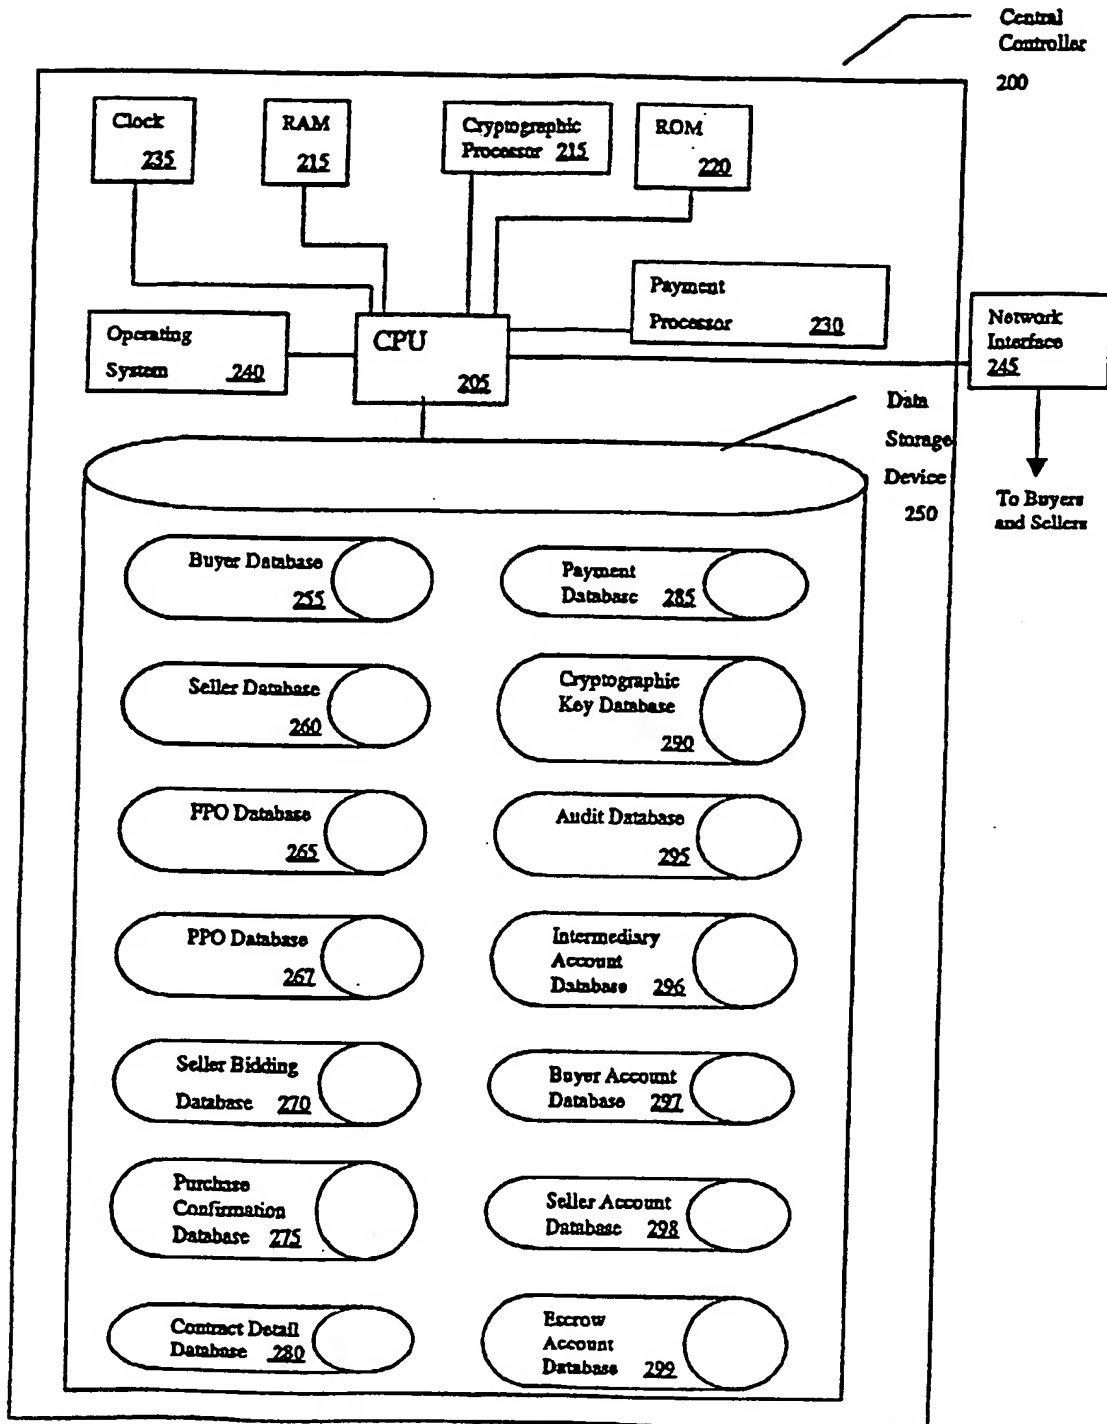 Central
Controller
200
Clock
235
RAM
215
Cryptographic
Processor 215
ROM
220
Payment
Processor 230
Operating
System 240
CPU
205
Network
Interface
245
Data
Storage
Device
250
To Buyers
and Sellers
Buyer Database
255
Payment
Database 285
Seller Database
260
Cryptographic
Key Database
290
FPO Database
265
Audit Database
295
PPO Database
267
Intermediary
Account
Database 296
Seller Bidding
Database 270
Buyer Account
Database 297
Purchase
Confirmation
Database 275
Seller Account
Database 298
Contract Detail
Database 280
Escrow
Account
Database 299